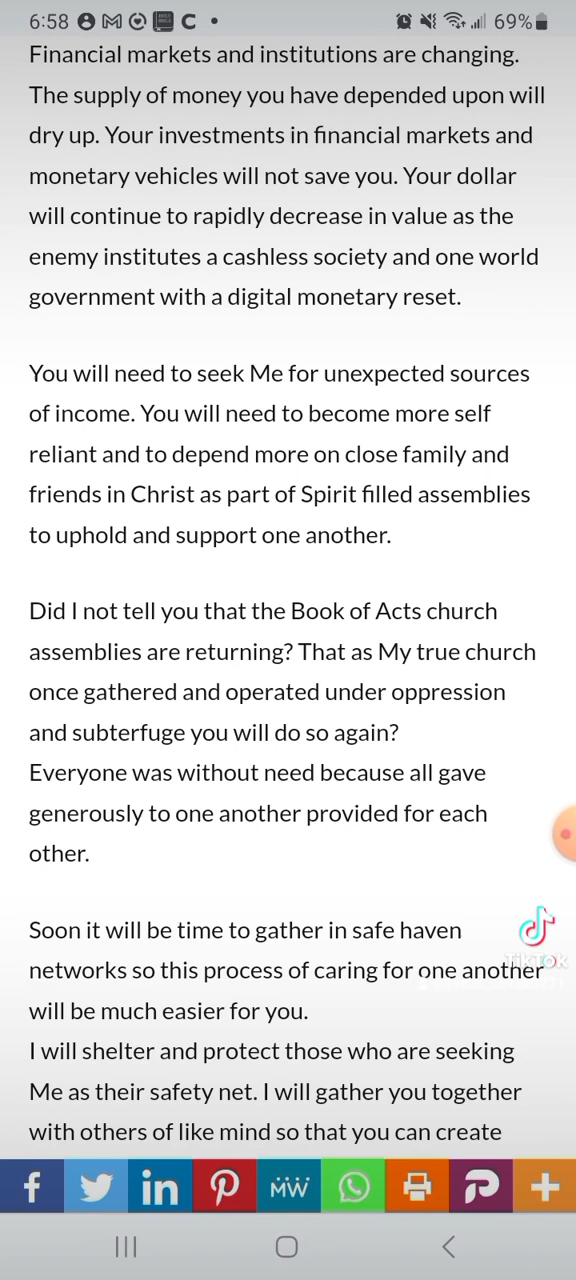 6:58
69%
Financial markets and institutions are changing.
The supply of money you have depended upon will
dry up. Your investments in financial markets and
monetary vehicles will not save you. Your dollar
will continue to rapidly decrease in value as the
enemy institutes a cashless society and one world
government with a digital monetary reset.
You will need to seek Me for unexpected sources
of income. You will need to become more self
reliant and to depend more on close family and
friends in Christ as part of Spirit filled assemblies
to uphold and support one another.
Did I not tell you that the Book of Acts church
assemblies are returning? That as My true church
once gathered and operated under oppression
and subterfuge you will do so again?
Everyone was without need because all gave
generously to one another provided for each
other.
Soon it will be time to gather in safe haven
TikTok
networks so this process of caring for one another
will be much easier for you.
I will shelter and protect those who are seeking
Me as their safety net. I will gather you together
with others of like mind so that you can create
MW